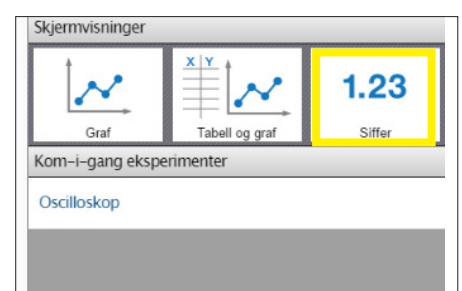 Skjermvisninger
X Y 1.23
Graf Tabell og graf Siffer
Kom-i-gang eksperimenter
Oscilloskop